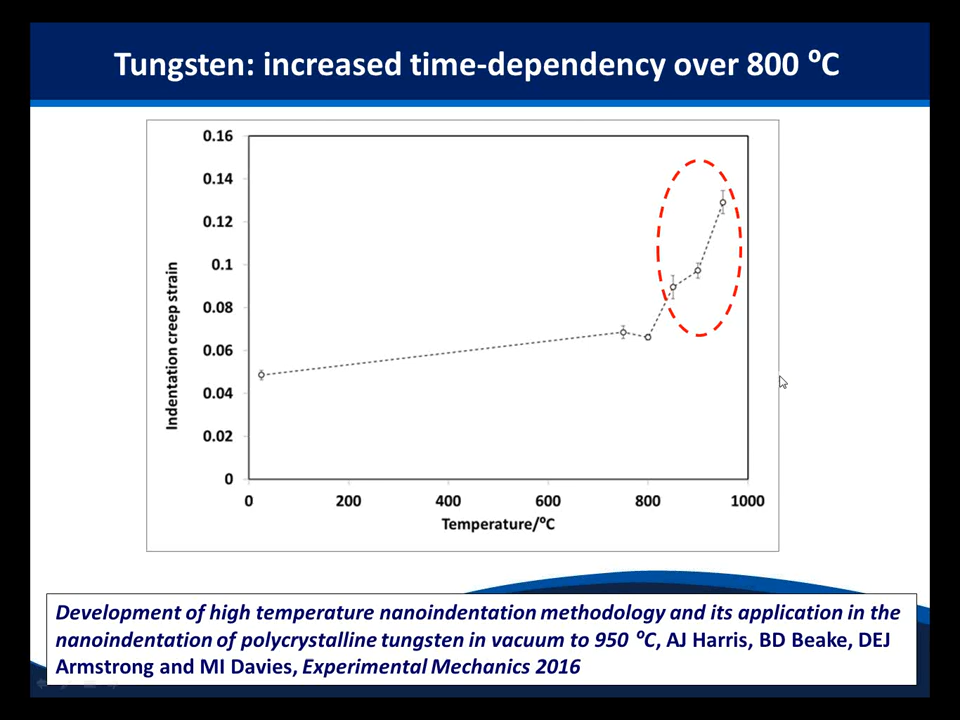 Tungsten: increased time-dependency over 800 ⁰C
0.16
0.14
0.12
0.1
0.08
0.06
0.04
0.02
0
Indentation creep strain
0 200 400 600 800 1000
Temperature/⁰C
Development of high temperature nanoindentation methodology and its application in the
nanoindentation of polycrystalline tungsten in vacuum to 950 ⁰C, AJ Harris, BD Beake, DEJ
Armstrong and MI Davies, Experimental Mechanics 2016